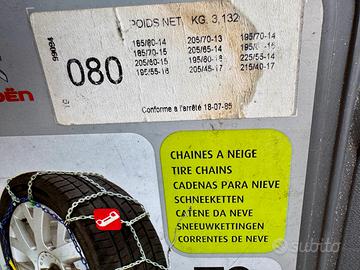 POIDS NET KG. 3,132
080
185/80-14 205/70-13 195/70-14
185/70-15 205/65-14
205/60-15 195/60-16 225/55-14
195/55-16 205/45-17 215/40-17
Conforme a l'arrêté 18-07-85
CHAINES A NEIGE
TIRE CHAINS
CADENAS PARA NIEVE
SCHNEEKETTEN
CATENE DA NEVE
SNEEUWKETTINGEN
CORRENTES DE NEVE
subito